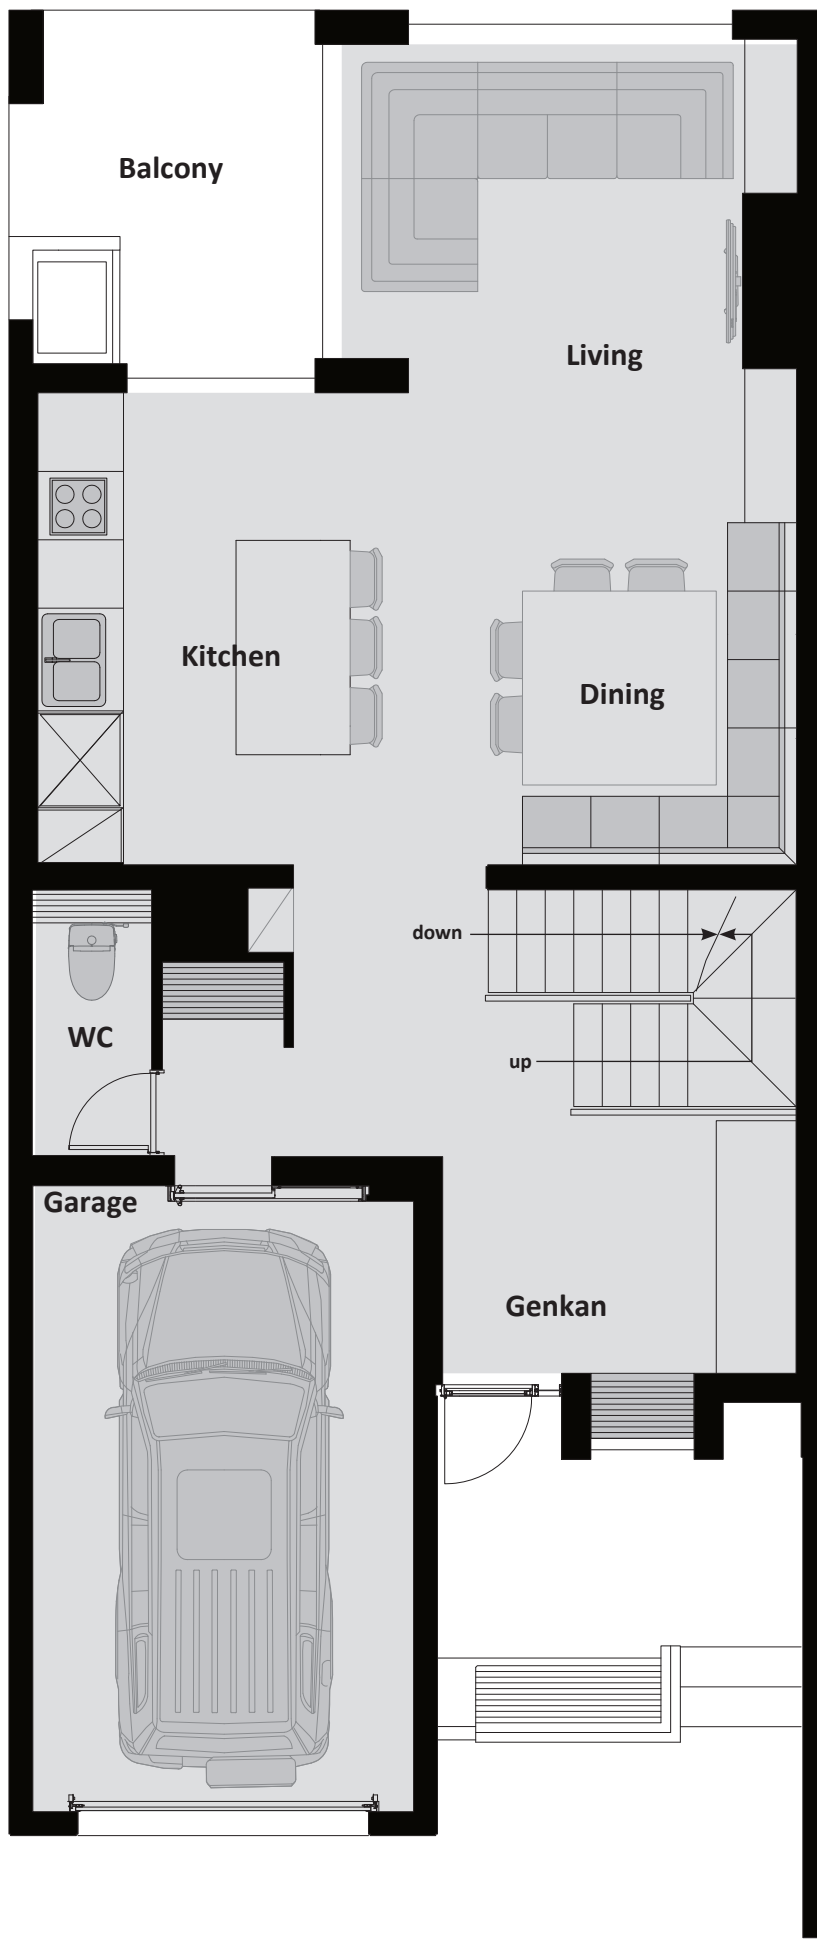 Balcony
Living
Kitchen
Dining
down
WC
up
Garage
Genkan